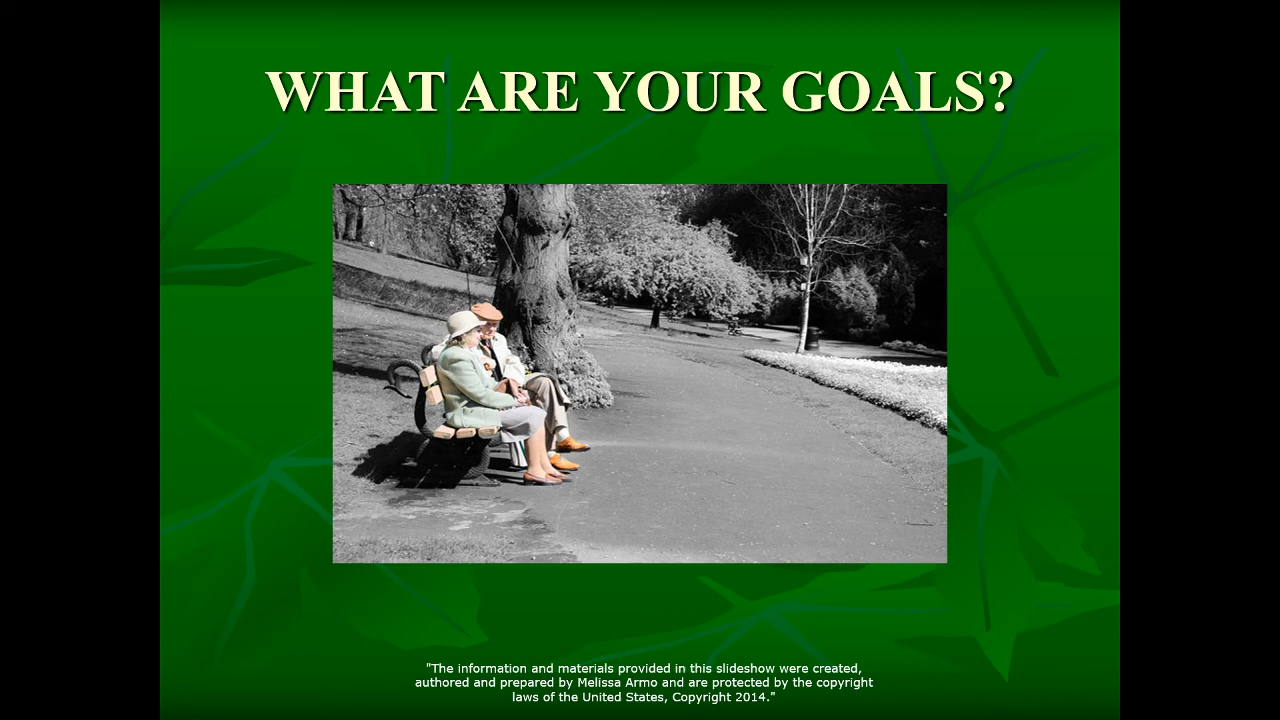 WHAT ARE YOUR GOALS?
"The information and materials provided in this slideshow were created,
authored and prepared by Melissa Armo and are protected by the copyright
laws of the United States, Copyright 2014."